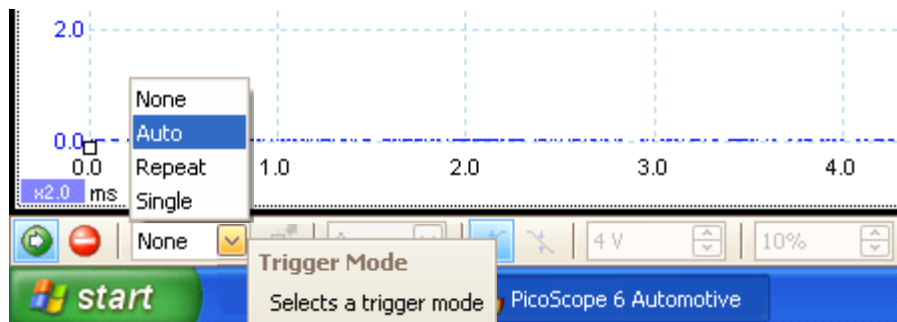 2.0
0.0
0.0 1.0 2.0 3.0 4.0
x2.0 ms
None
Auto
Repeat
Single
None 4 V 10%
Trigger Mode
Selects a trigger mode
start PicoScope 6 Automotive